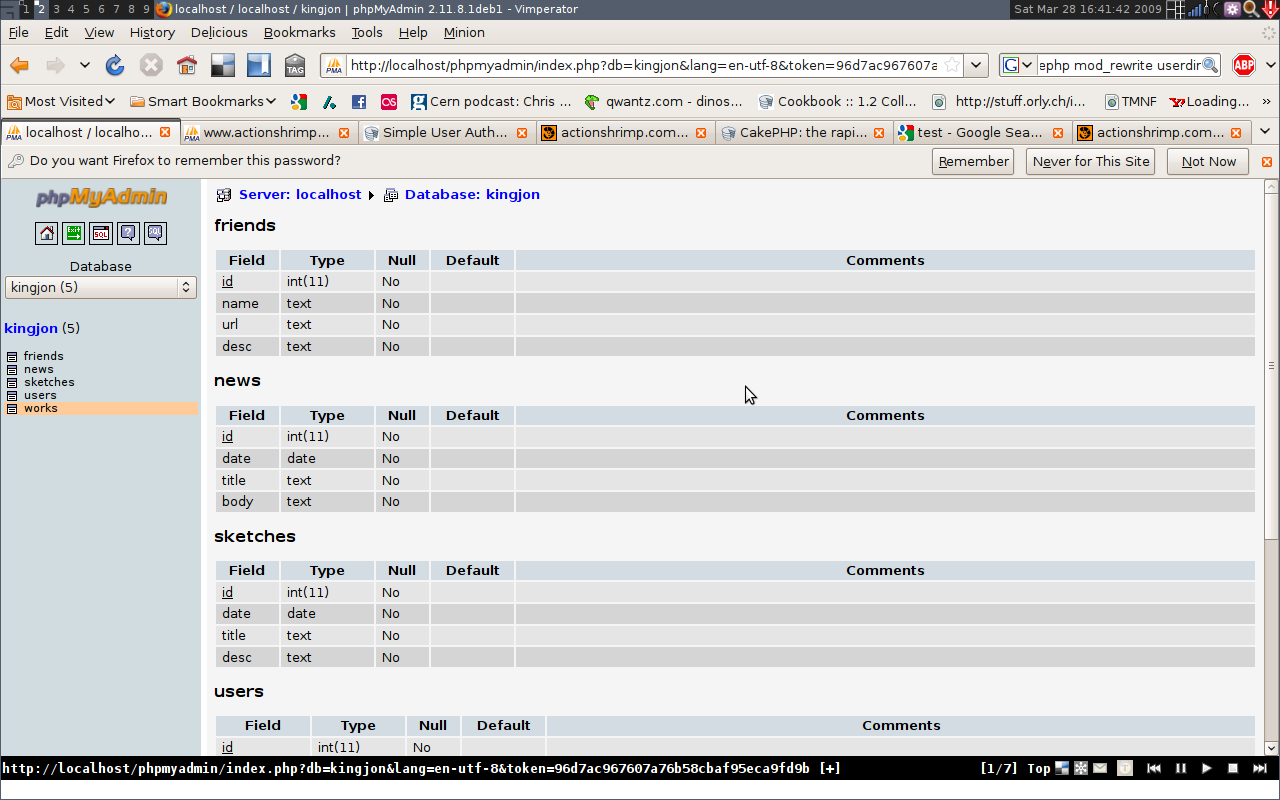 1 2 3 4 5 6 7 8 9 localhost / localhost / kingjon | phpMyAdmin 2.11.8.1deb1 - Vimperator Sat Mar 28 16:41:42 2009
File Edit View History Delicious Bookmarks Tools Help Minion
TAG PMA http://localhost/phpmyadmin/index.php?db=kingjon&lang=en-utf-8&token=96d7ac967607a G ephp mod_rewrite userdir ABP
Most Visited Smart Bookmarks Cern podcast: Chris ... qwantz.com - dinos... Cookbook :: 1.2 Coll... http://stuff.orly.ch/i... TMNF Loading... »
localhost / localho... www.actionshrimp... Simple User Auth... actionshrimp.com... CakePHP: the rapi... test - Google Sea... actionshrimp.com...
Do you want Firefox to remember this password? Remember Never for This Site Not Now
phpMyAdmin
Database
kingjon (5)
kingjon (5)
friends
news
sketches
users
works
Server: localhost Database: kingjon
friends
Field Type Null Default Comments
id int(11) No
name text No
url text No
desc text No
news
Field Type Null Default Comments
id int(11) No
date date No
title text No
body text No
sketches
Field Type Null Default Comments
id int(11) No
date date No
title text No
desc text No
users
Field Type Null Default Comments
id int(11) No
http://localhost/phpmyadmin/index.php?db=kingjon&lang=en-utf-8&token=96d7ac967607a76b58cbaf95eca9fd9b [+] [1/7] Top